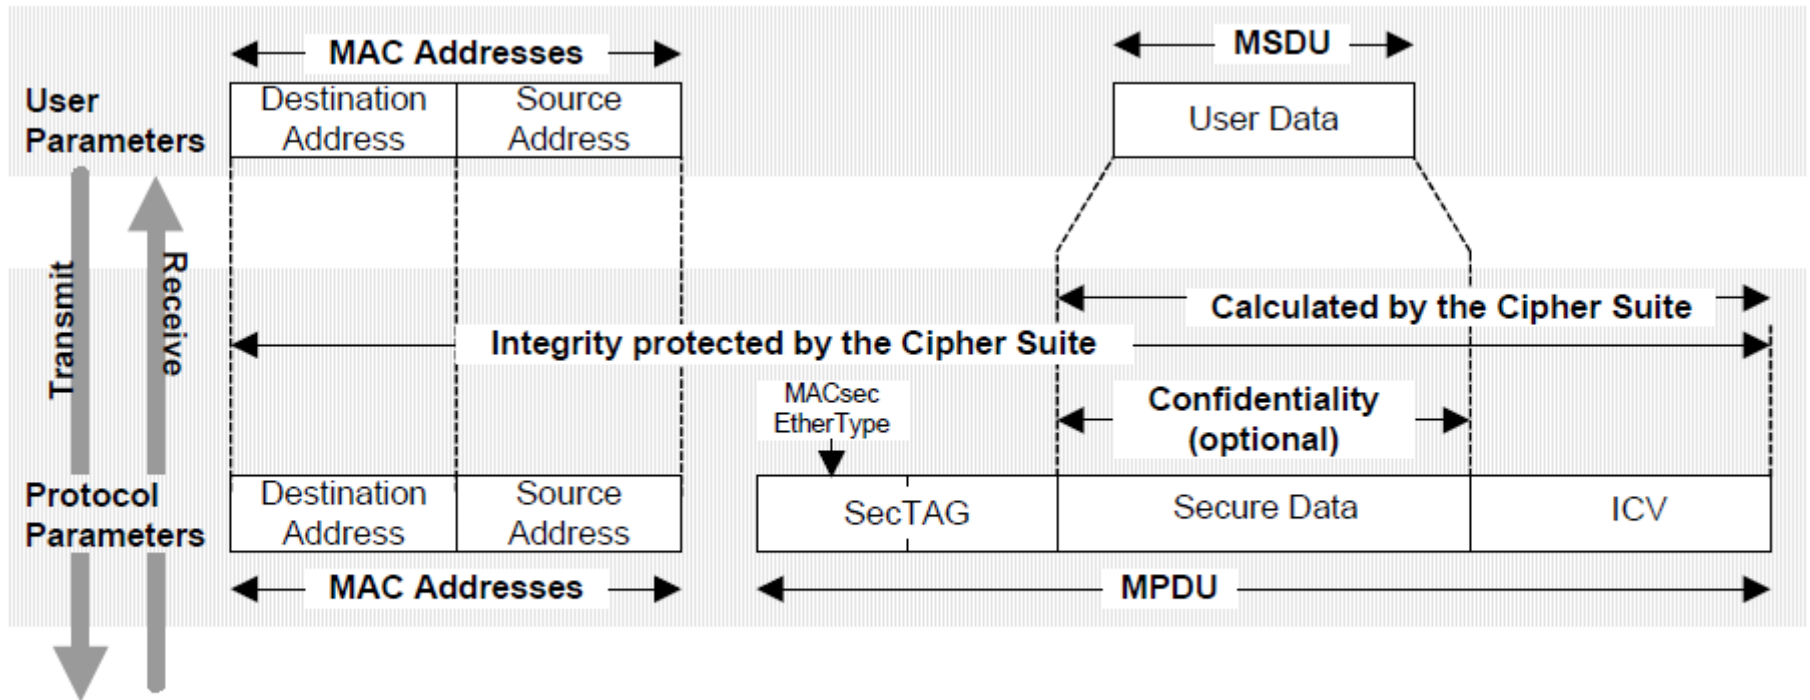 MAC Addresses
MSDU
User
Parameters
Destination
Address
Source
Address
User Data
Transmit
Receive
Calculated by the Cipher Suite
Integrity protected by the Cipher Suite
MACsec
EtherType
Confidentiality
(optional)
Protocol
Parameters
Destination
Address
Source
Address
SecTAG
Secure Data
ICV
MAC Addresses
MPDU